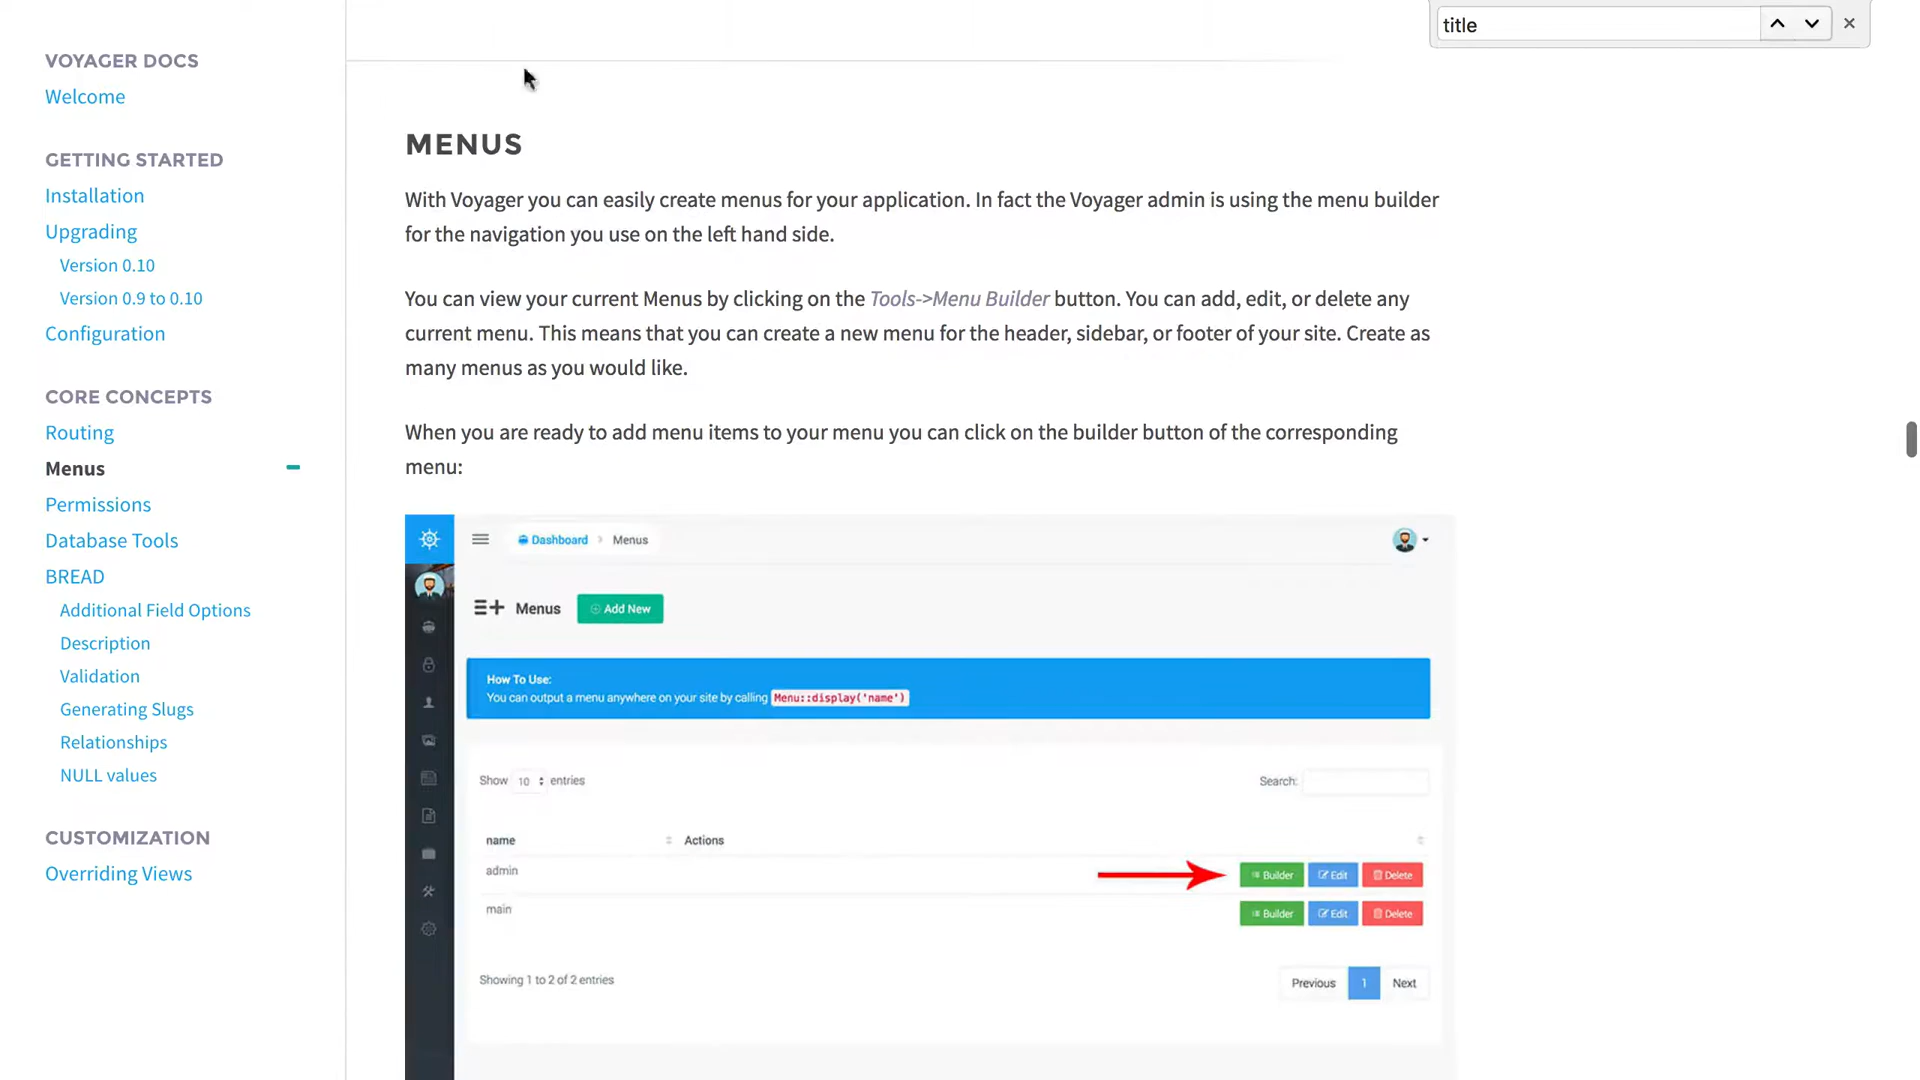 title
VOYAGER DOCS
Welcome
GETTING STARTED
Installation
Upgrading
Version 0.10
Version 0.9 to 0.10
Configuration
CORE CONCEPTS
Routing
Menus
Permissions
Database Tools
BREAD
Additional Field Options
Description
Validation
Generating Slugs
Relationships
NULL values
CUSTOMIZATION
Overriding Views
MENUS
With Voyager you can easily create menus for your application. In fact the Voyager admin is using the menu builder
for the navigation you use on the left hand side.
You can view your current Menus by clicking on the Tools->Menu Builder button. You can add, edit, or delete any
current menu. This means that you can create a new menu for the header, sidebar, or footer of your site. Create as
many menus as you would like.
When you are ready to add menu items to your menu you can click on the builder button of the corresponding
menu:
Dashboard > Menus
Menus Add New
How To Use:
You can output a menu anywhere on your site by calling Menu::display('name')
Show 10 entries Search:
name Actions
admin Builder Edit Delete
main Builder Edit Delete
Showing 1 to 2 of 2 entries Previous 1 Next